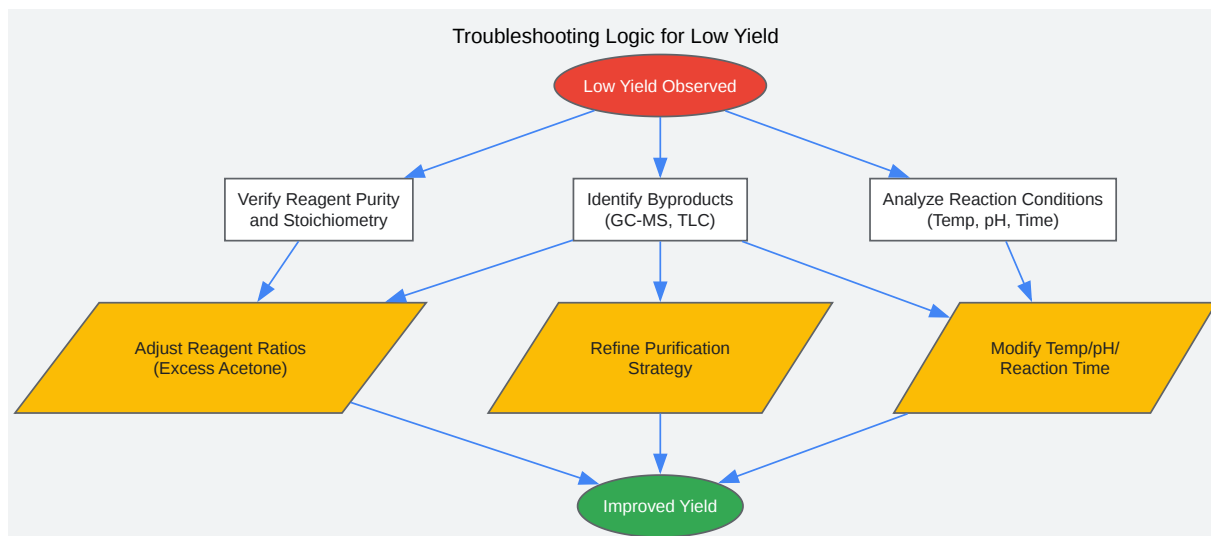 Troubleshooting Logic for Low Yield
Low Yield Observed
Verify Reagent Purity
and Stoichiometry
Identify Byproducts
(GC-MS, TLC)
Analyze Reaction Conditions
(Temp, pH, Time)
Adjust Reagent Ratios
(Excess Acetone)
Refine Purification
Strategy
Modify Temp/pH/
Reaction Time
Improved Yield